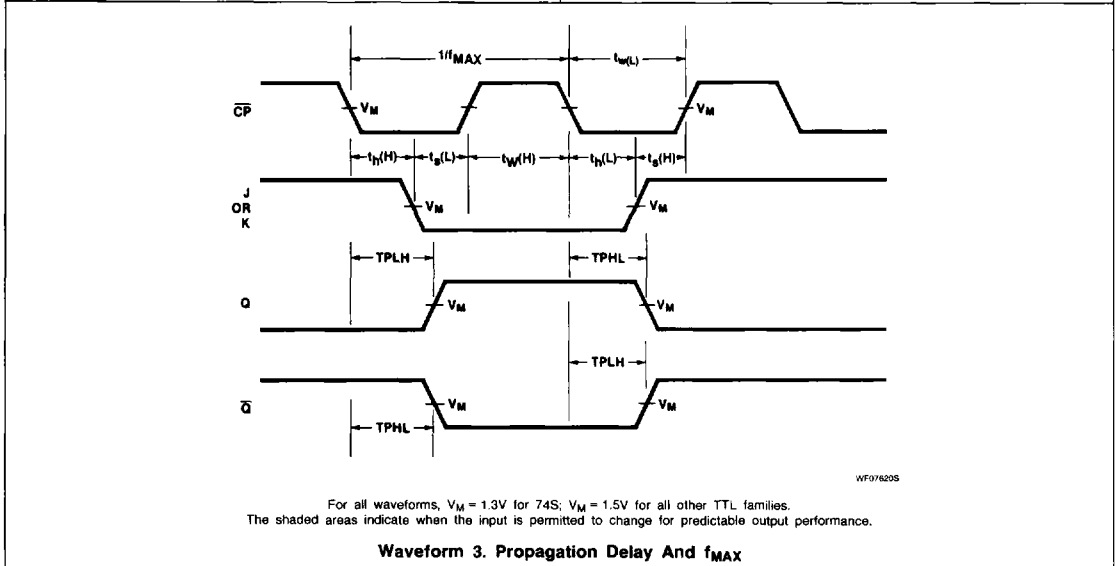 1/fMAX
tw(L)
CP
VM
VM
th(H)
ts(L)
tW(H)
th(L)
ts(H)
J
OR
K
VM
VM
TPLH
TPHL
Q
VM
VM
TPLH
Q
VM
VM
TPHL
WF07620S
For all waveforms, VM = 1.3V for 74S; VM = 1.5V for all other TTL families.
The shaded areas indicate when the input is permitted to change for predictable output performance.
Waveform 3. Propagation Delay And fMAX